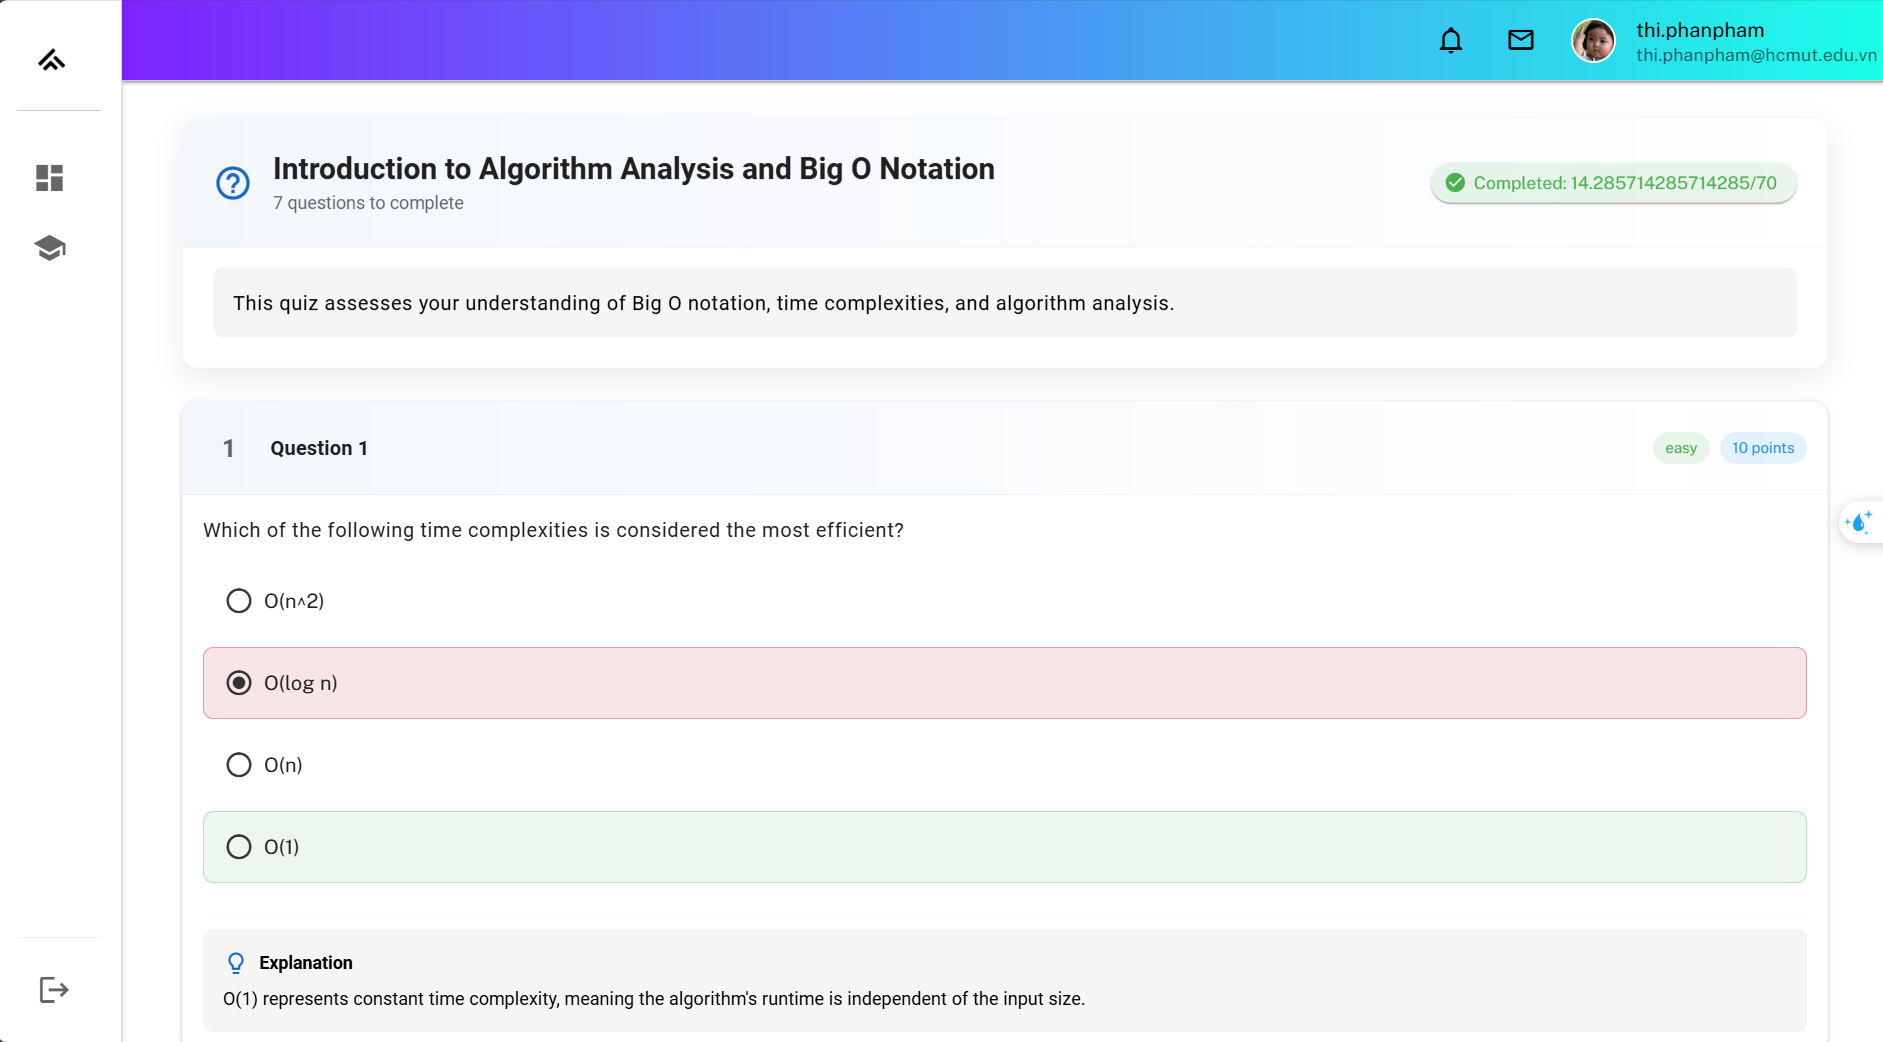 thi.phanpham
thi.phanpham@hcmut.edu.vn
Introduction to Algorithm Analysis and Big O Notation
7 questions to complete
Completed: 14.285714285714285/70
This quiz assesses your understanding of Big O notation, time complexities, and algorithm analysis.
1 Question 1
easy 10 points
Which of the following time complexities is considered the most efficient?
O(n^2)
O(log n)
O(n)
O(1)
Explanation
O(1) represents constant time complexity, meaning the algorithm's runtime is independent of the input size.